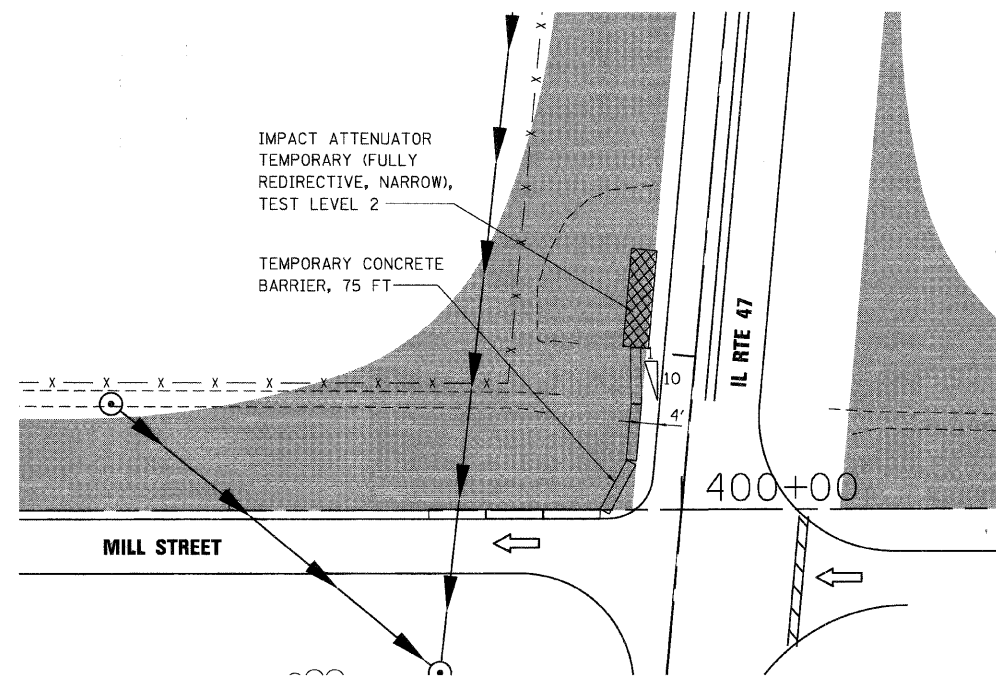 IMPACT ATTENUATOR
TEMPORARY (FULLY
REDIRECTIVE, NARROW),
TEST LEVEL 2
TEMPORARY CONCRETE
BARRIER, 75 FT
IL RTE 47
1
10
4'
400+00
MILL STREET